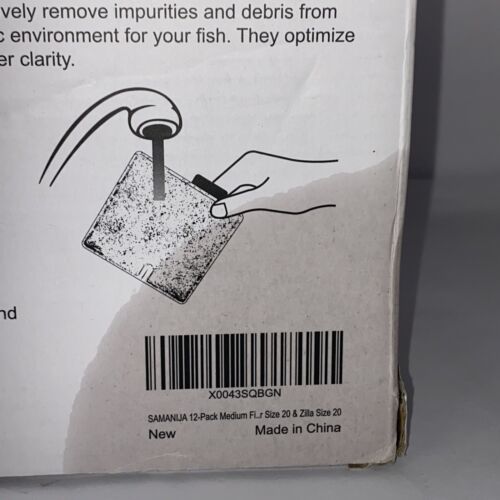 vely remove impurities and debris from
c environment for your fish. They optimize
er clarity.
nd
X0043SQBGN
SAMANIJA 12-Pack Medium Fi..r Size 20 & Zilla Size 20
New Made in China